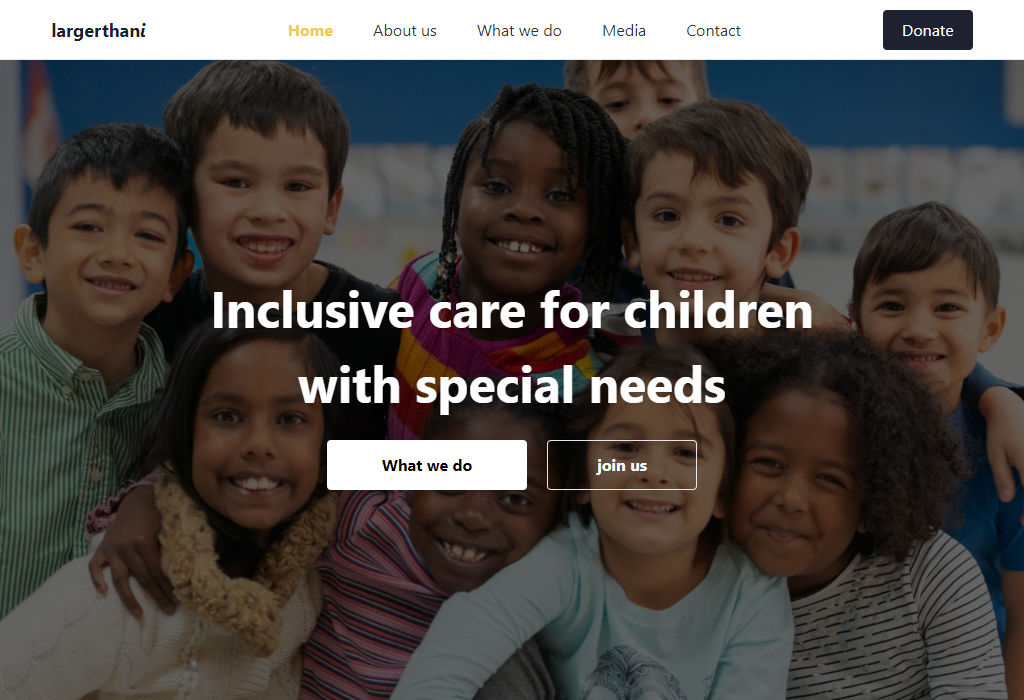 largerthani
Home
About us
What we do
Media
Contact
Donate
Inclusive care for children
with special needs
What we do
join us